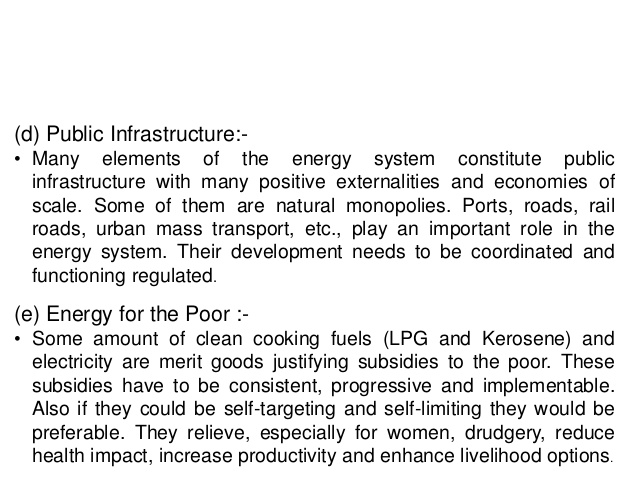 (d) Public Infrastructure:-
• Many elements of the energy system constitute public
infrastructure with many positive externalities and economies of
scale. Some of them are natural monopolies. Ports, roads, rail
roads, urban mass transport, etc., play an important role in the
energy system. Their development needs to be coordinated and
functioning regulated.
(e) Energy for the Poor :-
• Some amount of clean cooking fuels (LPG and Kerosene) and
electricity are merit goods justifying subsidies to the poor. These
subsidies have to be consistent, progressive and implementable.
Also if they could be self-targeting and self-limiting they would be
preferable. They relieve, especially for women, drudgery, reduce
health impact, increase productivity and enhance livelihood options.